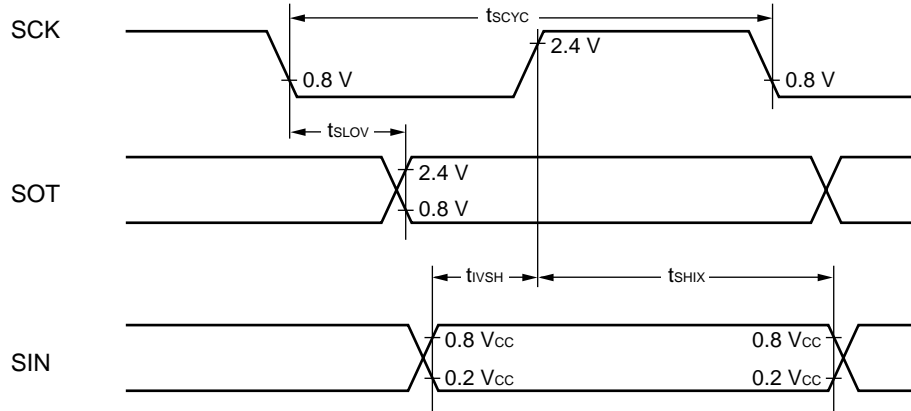 tSCYC
SCK
2.4 V
0.8 V
0.8 V
tSLOV
2.4 V
SOT
0.8 V
tIVSH
tSHIX
0.8 VCC
0.8 VCC
SIN
0.2 VCC
0.2 VCC